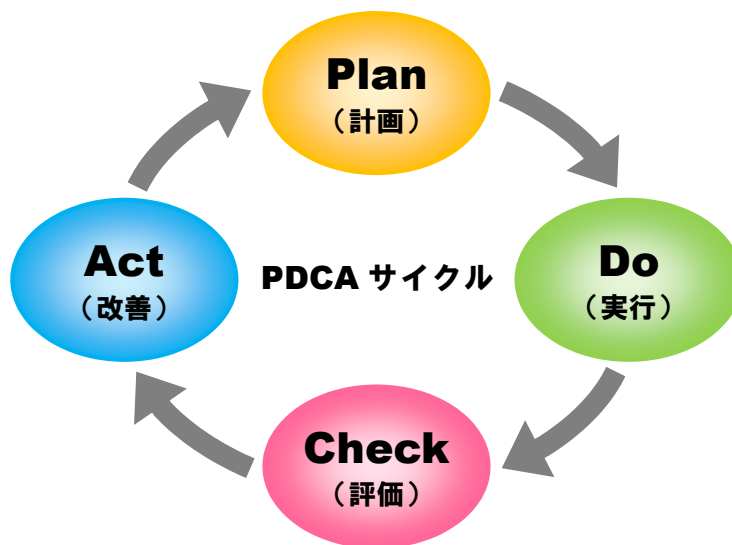 Plan
（計画）
Act
（改善）
PDCA サイクル
Do
（実行）
Check
（評価）